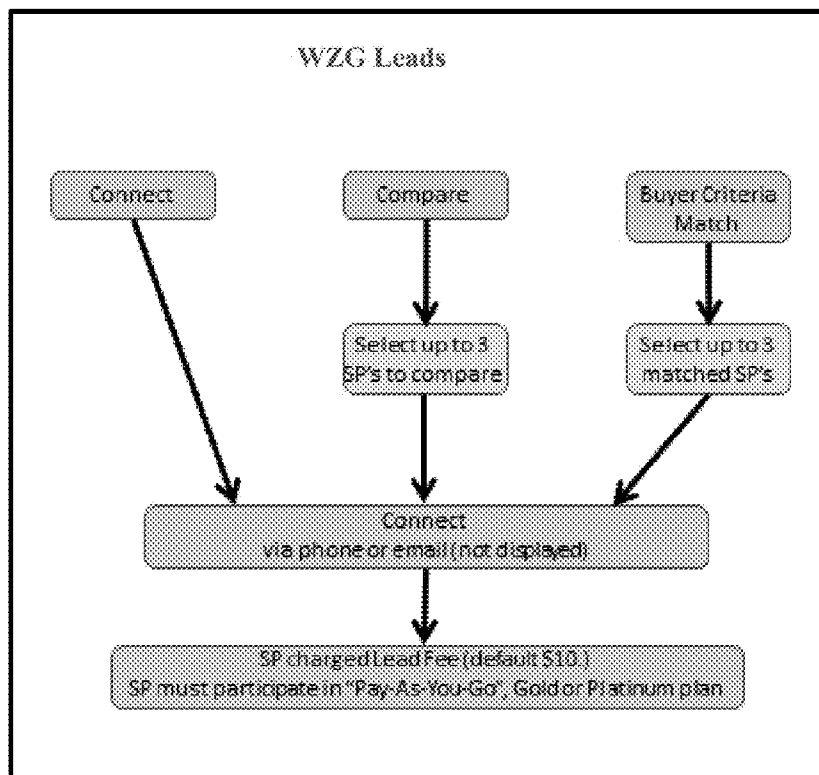 WZG Leads
Connect
Compare
Buyer Criteria
Match
Select up to 3
SP's to compare
Select up to 3
matched SP's
Connect
via phone or email (not displayed)
SP charged Lead Fee (default $10.)
SP must participate in "Pay-As-You-Go", Gold or Platinum plan